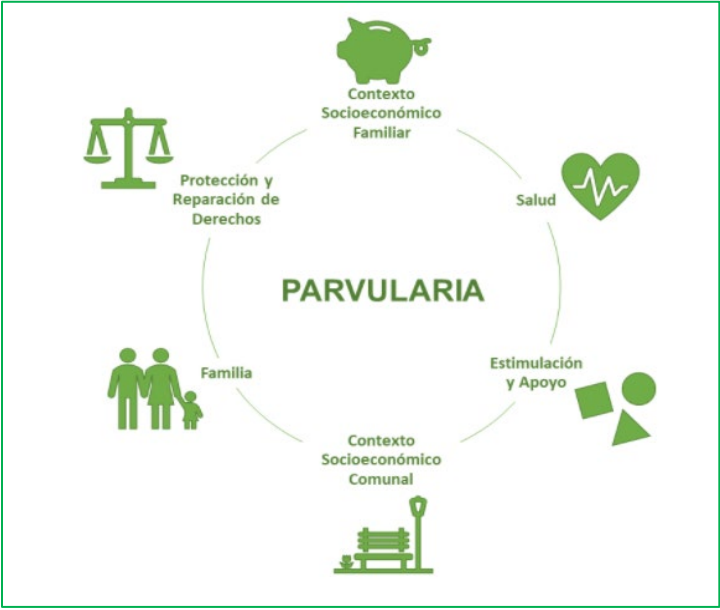 Contexto
Socioeconómico
Familiar
Protección y
Reparación de
Derechos
Salud
PARVULARIA
Familia
Estimulación
y Apoyo
Contexto
Socioeconómico
Comunal